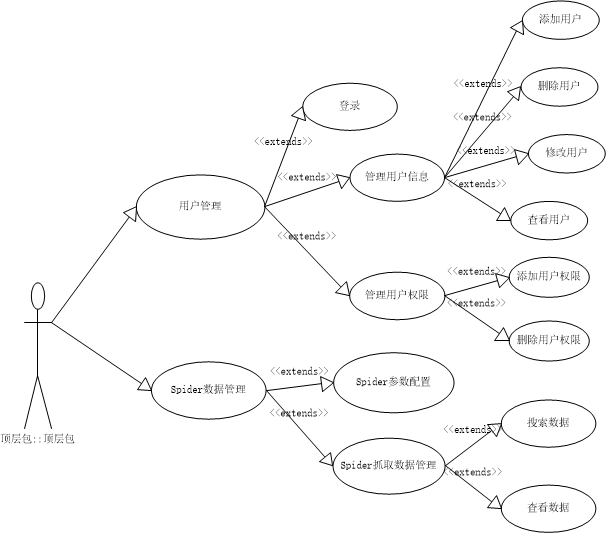 添加用户
<<extends>>
删除用户
<<extends>>
登录
<<extends>>
修改用户
<<extends>>
<<extends>>
管理用户信息
<<extends>>
用户管理
查看用户
<<extends>>
添加用户权限
<<extends>>
管理用户权限
<<extends>>
删除用户权限
<<extends>>
Spider参数配置
Spider数据管理
<<extends>>
搜索数据
<<extends>>
顶层包::顶层包
Spider抓取数据管理
<<extends>>
查看数据